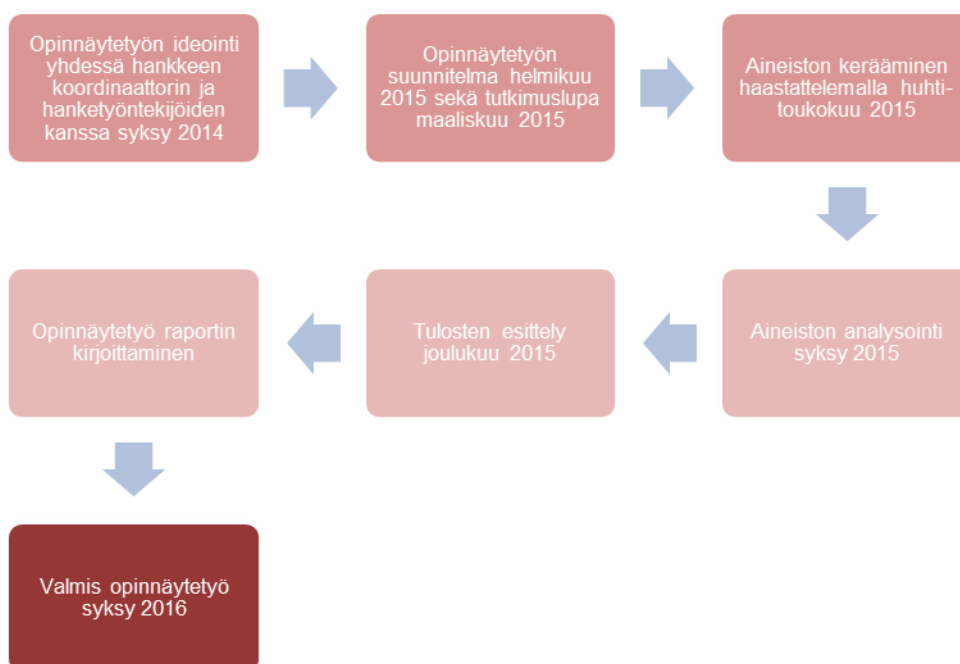 Opinnäytetyön ideointi
yhdessä hankkeen
koordinaattorin ja
hanketyöntekijöiden
kanssa syksy 2014
Opinnäytetyön
suunnitelma helmikuu
2015 sekä tutkimuslupa
maaliskuu 2015
Aineiston kerääminen
haastattelemalla huhti-
toukokuu 2015
Aineiston analysointi
syksy 2015
Tulosten esittely
joulukuu 2015
Opinnäytetyö raportin
kirjoittaminen
Valmis opinnäytetyö
syksy 2016